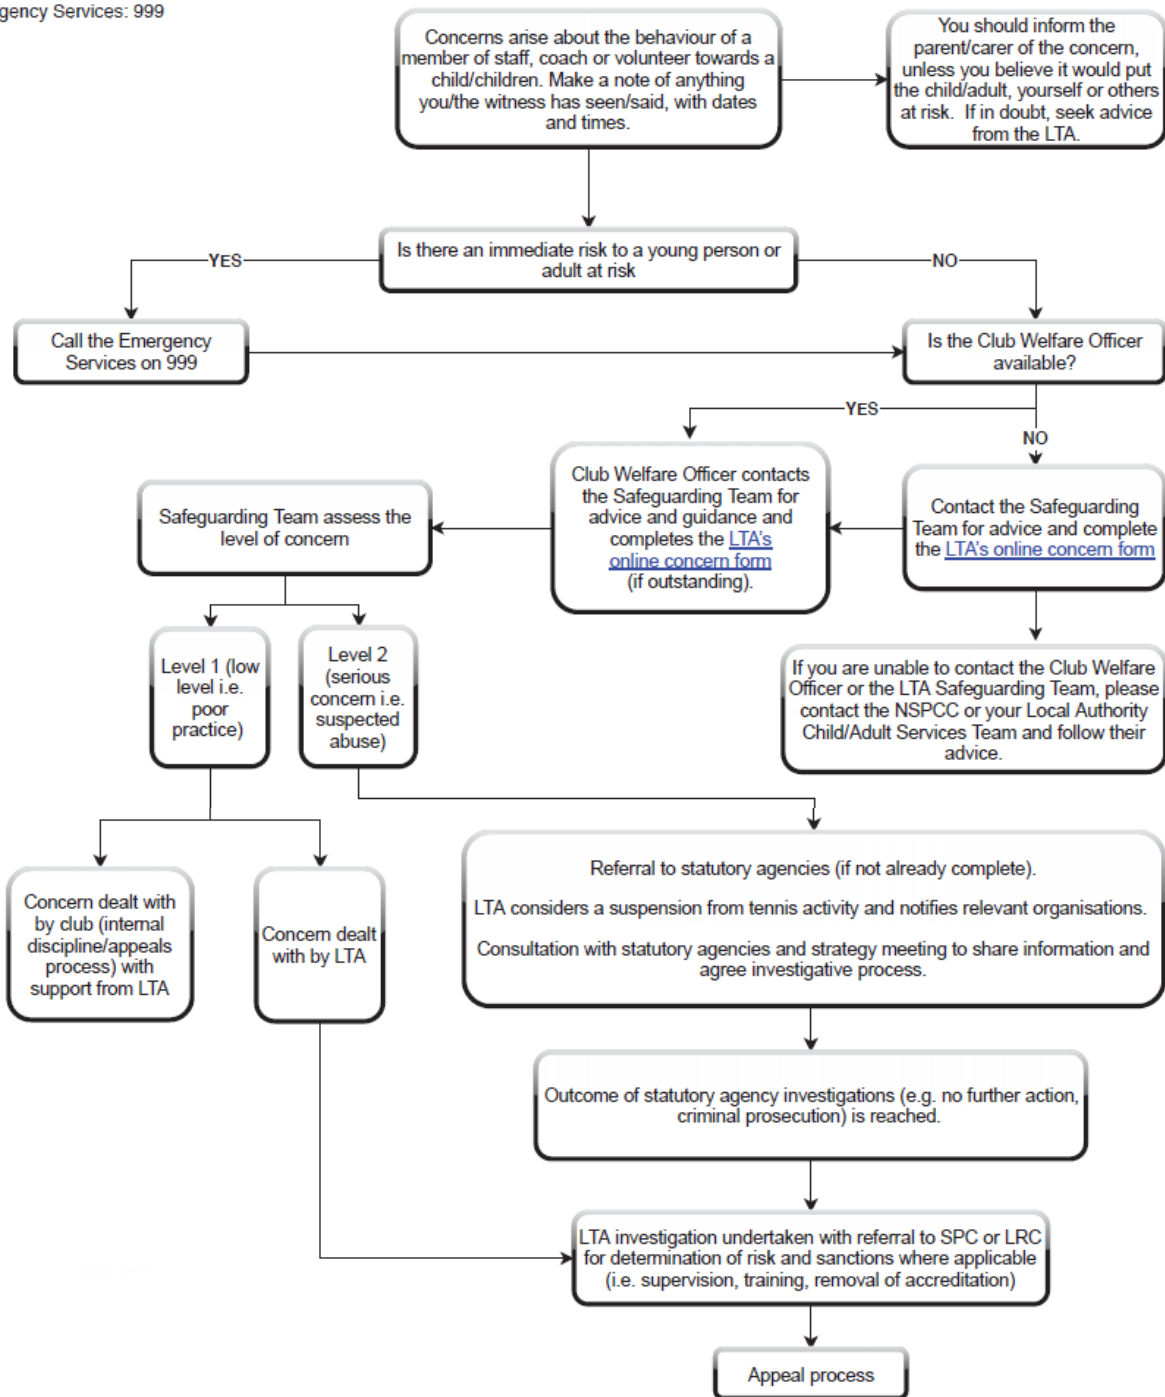 gency Services: 999
Concerns arise about the behaviour of a
member of staff, coach or volunteer towards a
child/children. Make a note of anything
you/the witness has seen/said, with dates
and times.
You should inform the
parent/carer of the concern,
unless you believe it would put
the child/adult, yourself or others
at risk. If in doubt, seek advice
from the LTA.
Is there an immediate risk to a young person or
adult at risk
YES
NO
Call the Emergency
Services on 999
Is the Club Welfare Officer
available?
YES
NO
Club Welfare Officer contacts
the Safeguarding Team for
advice and guidance and
completes the LTA's
online concern form
(if outstanding).
Contact the Safeguarding
Team for advice and complete
the LTA's online concern form
Safeguarding Team assess the
level of concern
Level 1 (low
level i.e.
poor
practice)
Level 2
(serious
concern i.e.
suspected
abuse)
If you are unable to contact the Club Welfare
Officer or the LTA Safeguarding Team, please
contact the NSPCC or your Local Authority
Child/Adult Services Team and follow their
advice.
Concern dealt with
by club (internal
discipline/appeals
process) with
support from LTA
Concern dealt
with by LTA
Referral to statutory agencies (if not already complete).
LTA considers a suspension from tennis activity and notifies relevant organisations.
Consultation with statutory agencies and strategy meeting to share information and
agree investigative process.
Outcome of statutory agency investigations (e.g. no further action,
criminal prosecution) is reached.
LTA investigation undertaken with referral to SPC or LRC
for determination of risk and sanctions where applicable
(i.e. supervision, training, removal of accreditation)
Appeal process